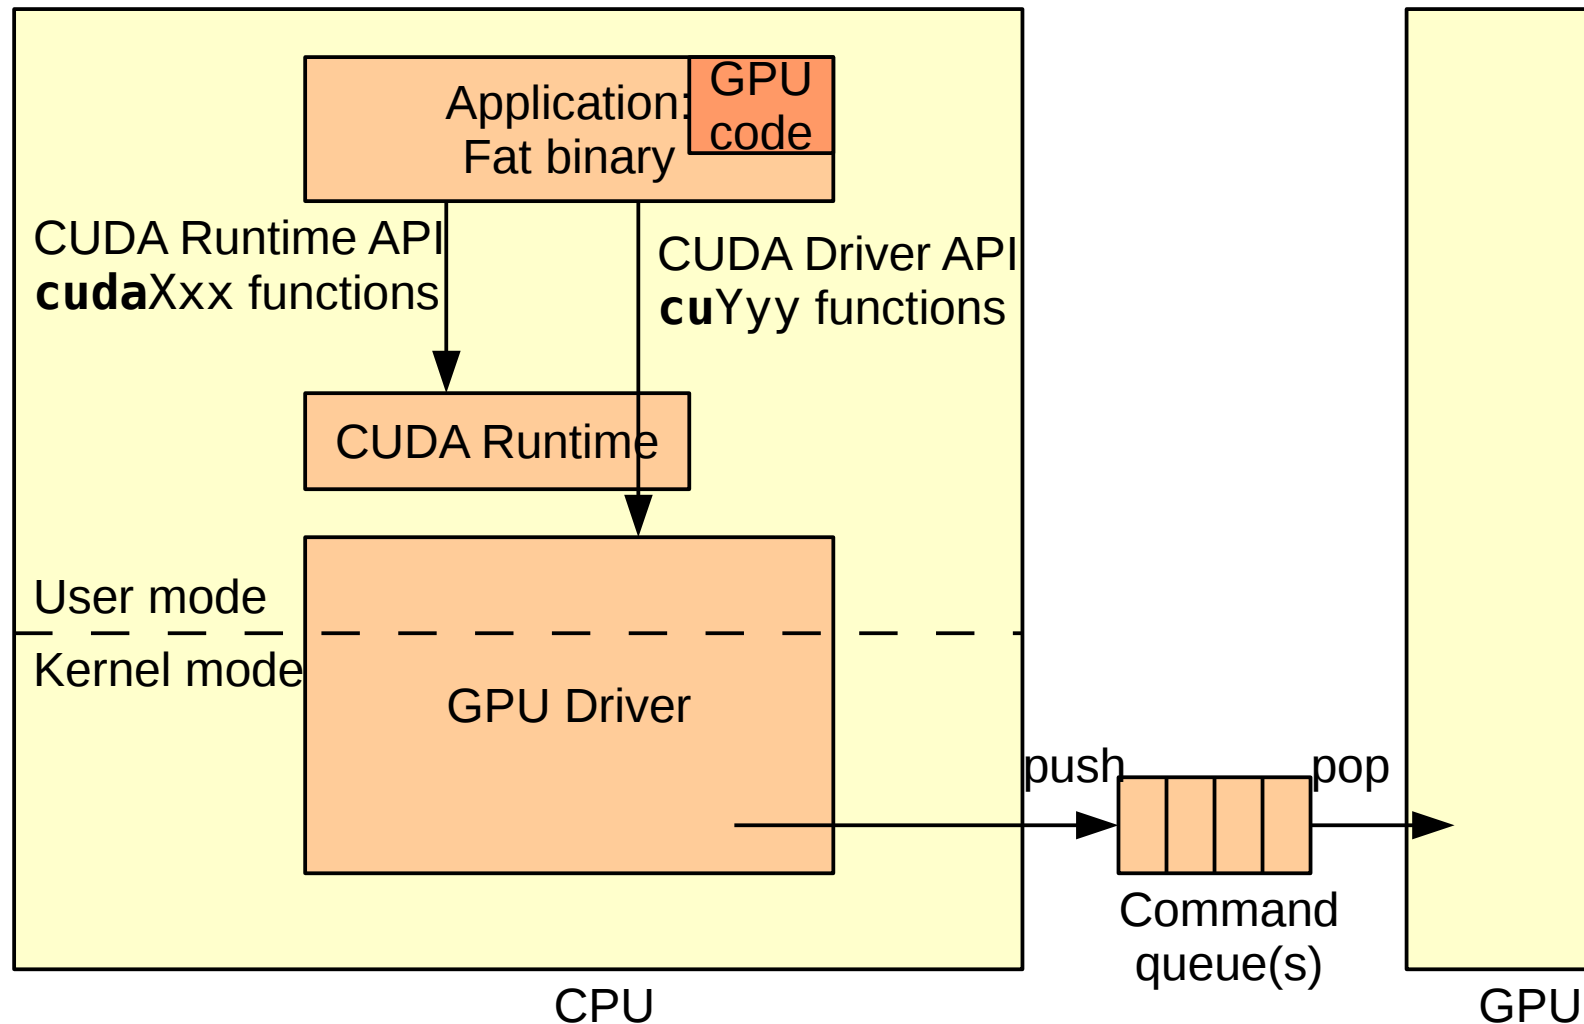 GPU
code
Application:
Fat binary
CUDA Runtime API
cudaXxx functions
CUDA Driver API
cuYyy functions
CUDA Runtime
User mode
Kernel mode
GPU Driver
push
pop
Command
queue(s)
CPU
GPU